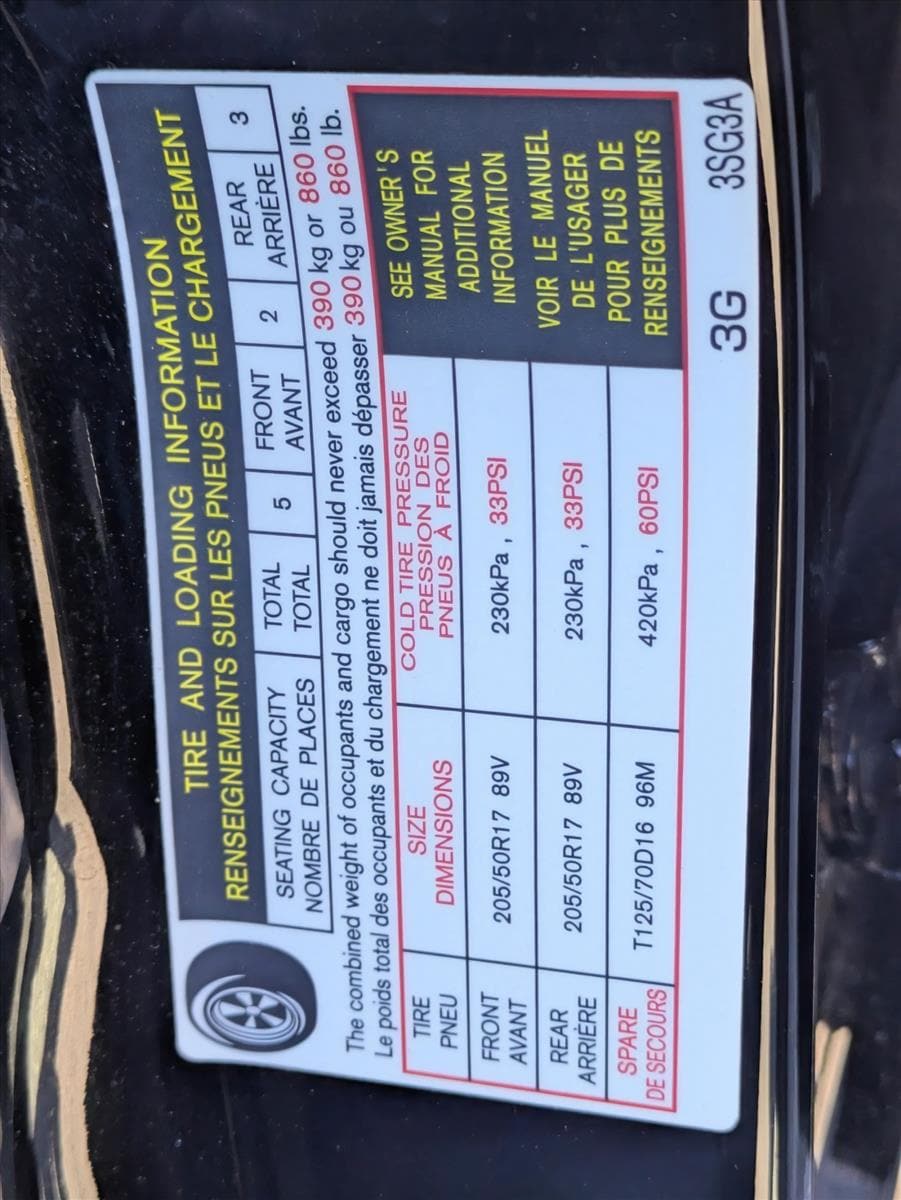 TIRE AND LOADING INFORMATION
RENSEIGNEMENTS SUR LES PNEUS ET LE CHARGEMENT
SEATING CAPACITY TOTAL 5 FRONT 2 REAR 3
NOMBRE DE PLACES TOTAL AVANT ARRIÈRE
The combined weight of occupants and cargo should never exceed 390 kg or 860 lbs.
Le poids total des occupants et du chargement ne doit jamais dépasser 390 kg ou 860 lb.
TIRE
PNEU
SIZE
DIMENSIONS
COLD TIRE PRESSURE
PRESSION DES
PNEUS À FROID
FRONT
AVANT
205/50R17 89V
230kPa , 33PSI
REAR
ARRIÈRE
205/50R17 89V
230kPa , 33PSI
SPARE
DE SECOURS
T125/70D16 96M
420kPa , 60PSI
SEE OWNER'S
MANUAL FOR
ADDITIONAL
INFORMATION
VOIR LE MANUEL
DE L'USAGER
POUR PLUS DE
RENSEIGNEMENTS
3G 3SG3A